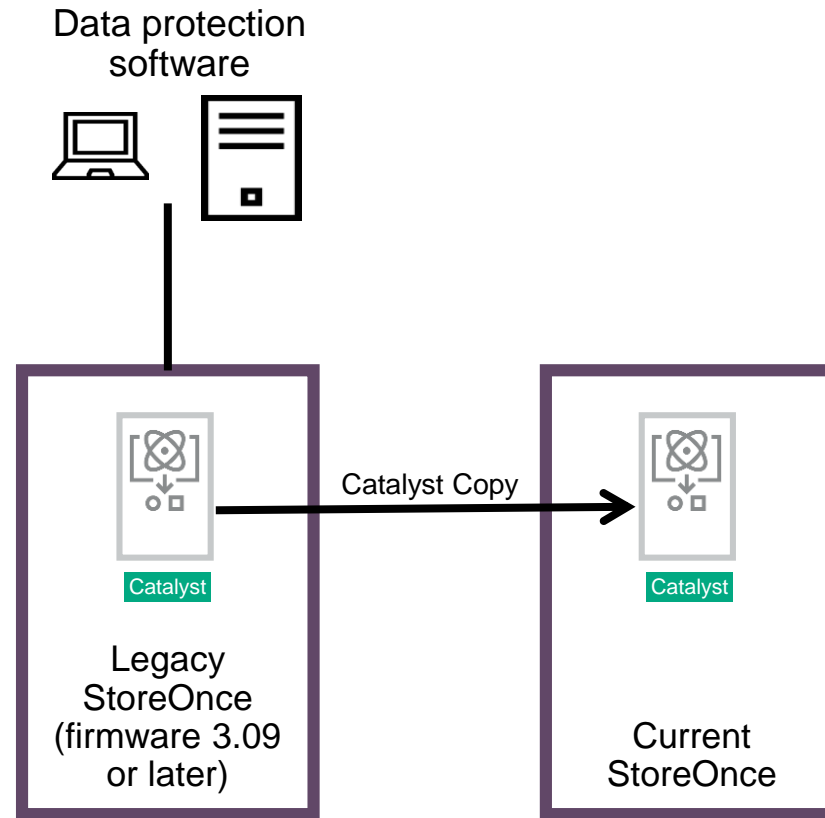 Data protection
software
Catalyst Copy
Catalyst
Catalyst
Legacy
StoreOnce
(firmware 3.09
or later)
Current
StoreOnce